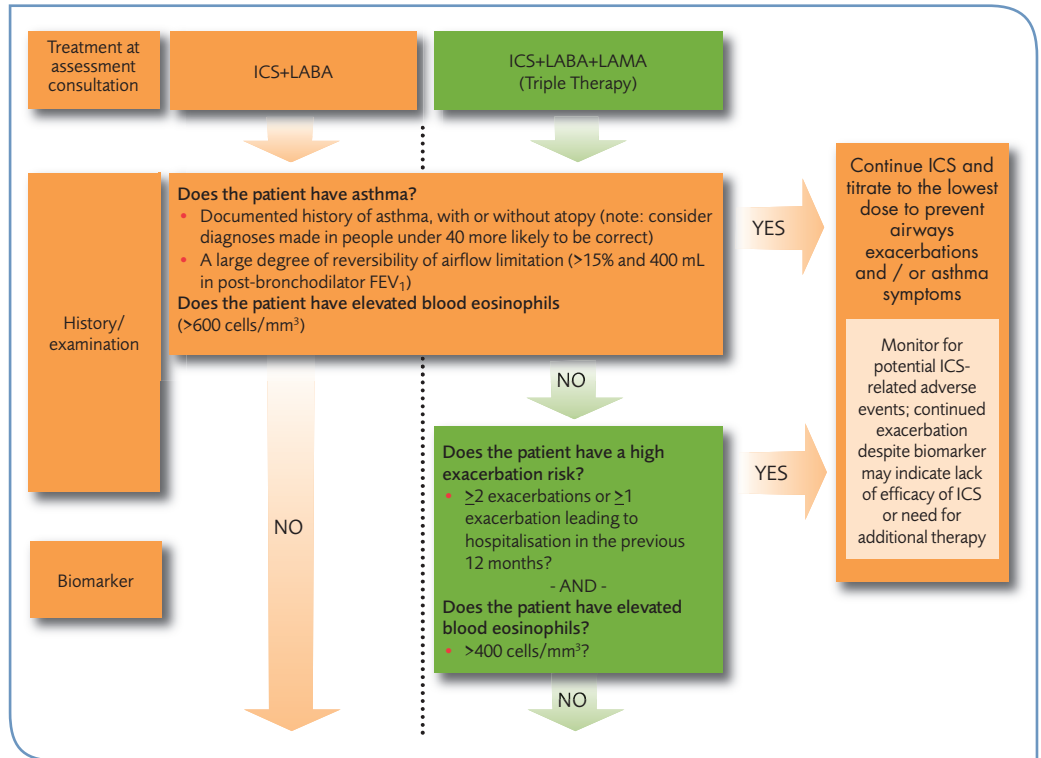 Treatment at
assessment
consultation
ICS+LABA
ICS+LABA+LAMA
(Triple Therapy)
History/
examination
Does the patient have asthma?
• Documented history of asthma, with or without atopy (note: consider
diagnoses made in people under 40 more likely to be correct)
• A large degree of reversibility of airflow limitation (>15% and 400 mL
in post-bronchodilator FEV₁)
Does the patient have elevated blood eosinophils
(>600 cells/mm³)
YES
Continue ICS and
titrate to the lowest
dose to prevent
airways
exacerbations
and / or asthma
symptoms
Monitor for
potential ICS-
related adverse
events; continued
exacerbation
despite biomarker
may indicate lack
of efficacy of ICS
or need for
additional therapy
NO
Does the patient have a high
exacerbation risk?
• ≥2 exacerbations or ≥1
exacerbation leading to
hospitalisation in the previous
12 months?
- AND -
Does the patient have elevated
blood eosinophils?
• >400 cells/mm³?
YES
NO
Biomarker
NO